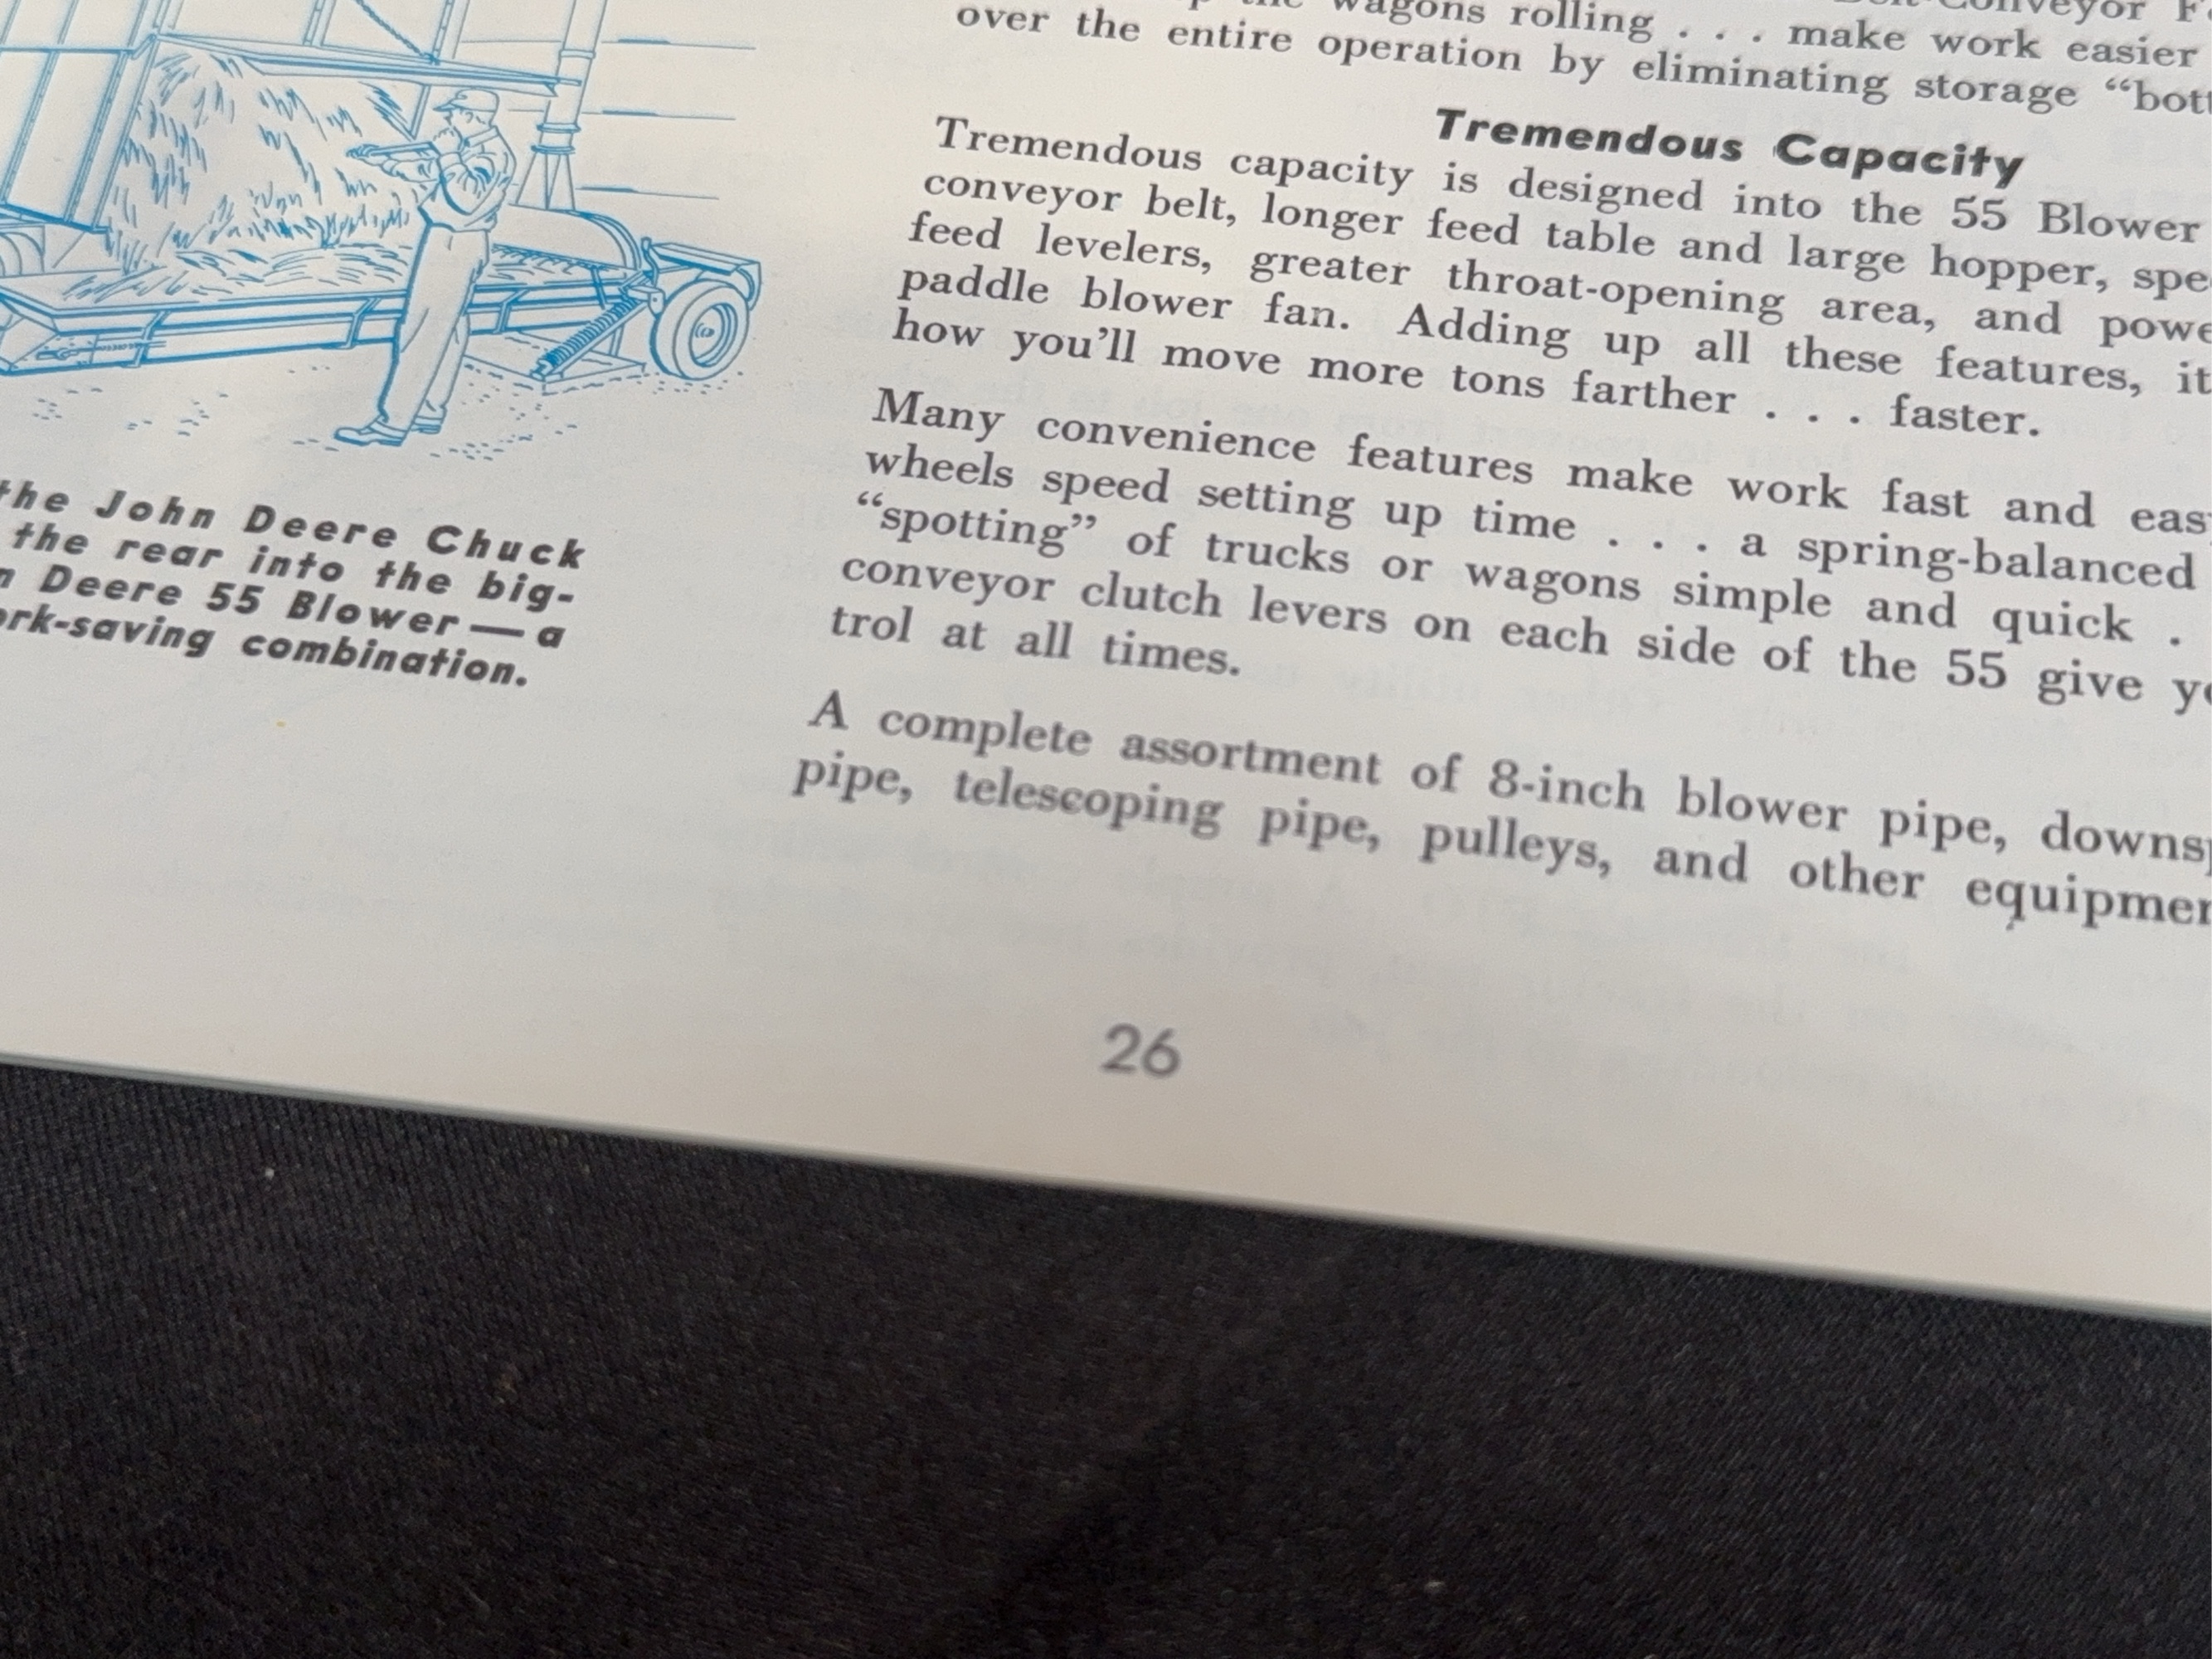 wagons rolling . . . make work easier
over the entire operation by eliminating storage "bott
Tremendous Capacity
Tremendous capacity is designed into the 55 Blower
conveyor belt, longer feed table and large hopper, spe
feed levelers, greater throat-opening area, and powe
paddle blower fan. Adding up all these features, it
how you'll move more tons farther . . . faster.
Many convenience features make work fast and eas
wheels speed setting up time . . . a spring-balanced
"spotting" of trucks or wagons simple and quick .
conveyor clutch levers on each side of the 55 give yo
trol at all times.
A complete assortment of 8-inch blower pipe, downsp
pipe, telescoping pipe, pulleys, and other equipmen
the John Deere Chuck
the rear into the big-
n Deere 55 Blower — a
ork-saving combination.
26